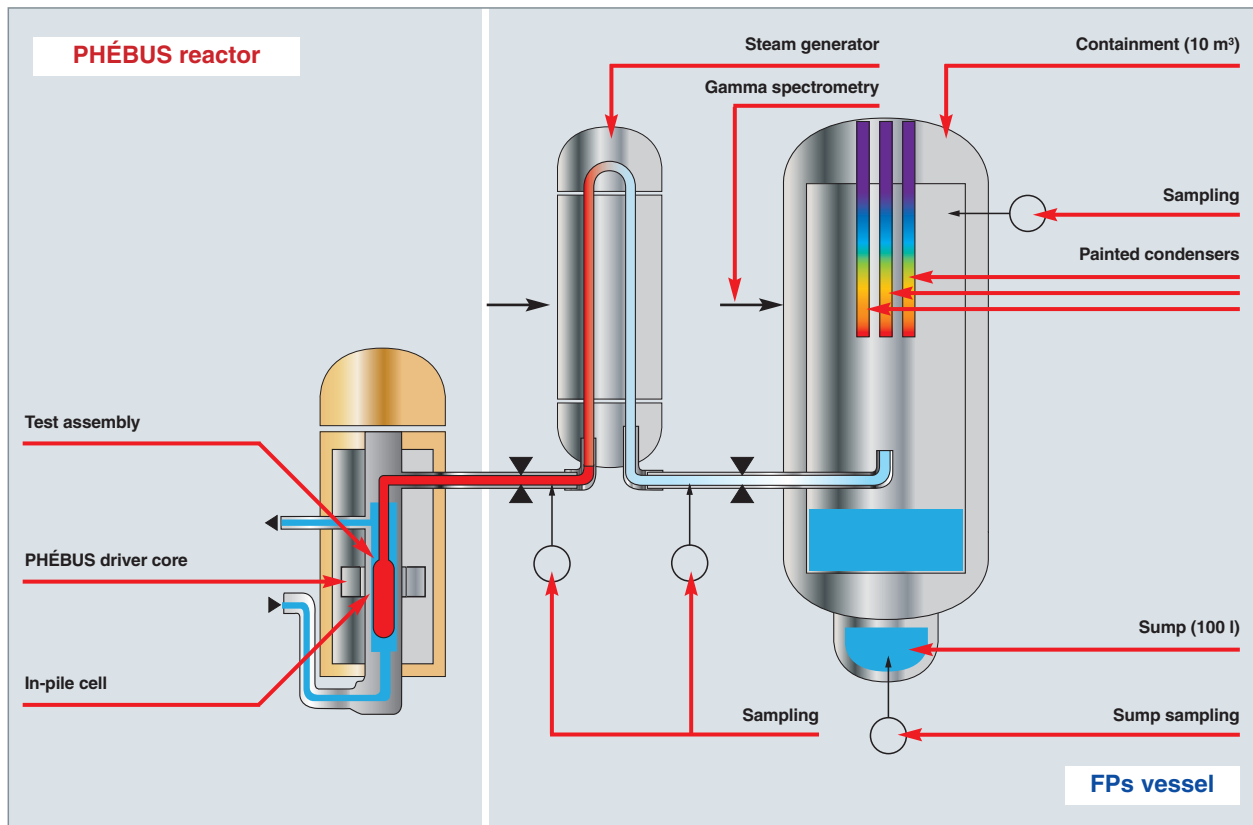 PHÉBUS reactor
Steam generator
Containment (10 m³)
Gamma spectrometry
Sampling
Painted condensers
Test assembly
PHÉBUS driver core
In-pile cell
Sampling
Sump (100 l)
Sump sampling
FPs vessel